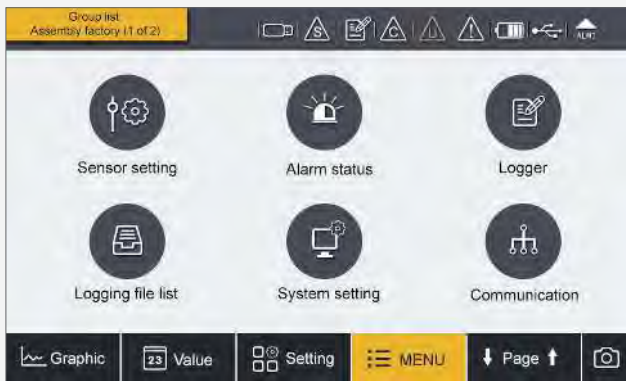 Group list
Assembly factory (1 of 2)
S
C
U
ALM1
Sensor setting
Alarm status
Logger
Logging file list
System setting
Communication
Graphic
23 Value
Setting
MENU
Page